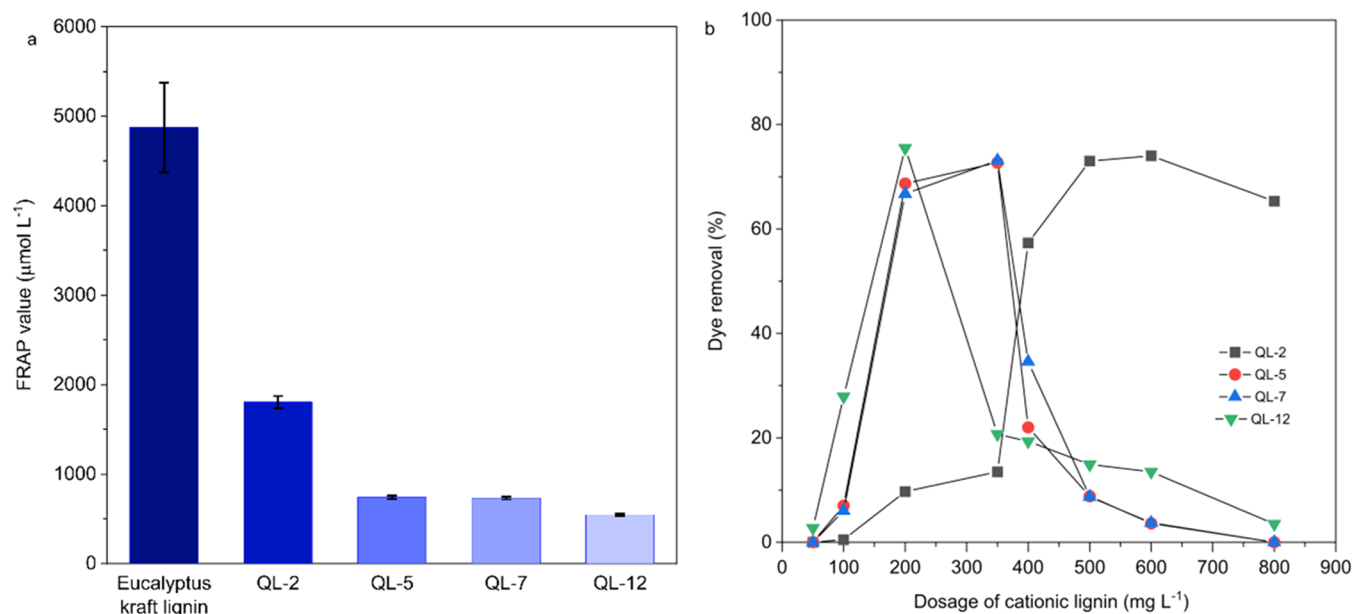 a
6000
5000
4000
3000
2000
1000
0
FRAP value (µmol L⁻¹)
Eucalyptus
kraft lignin
QL-2
QL-5
QL-7
QL-12
b
100
80
60
40
20
0
Dye removal (%)
QL-2
QL-5
QL-7
QL-12
0 100 200 300 400 500 600 700 800 900
Dosage of cationic lignin (mg L⁻¹)